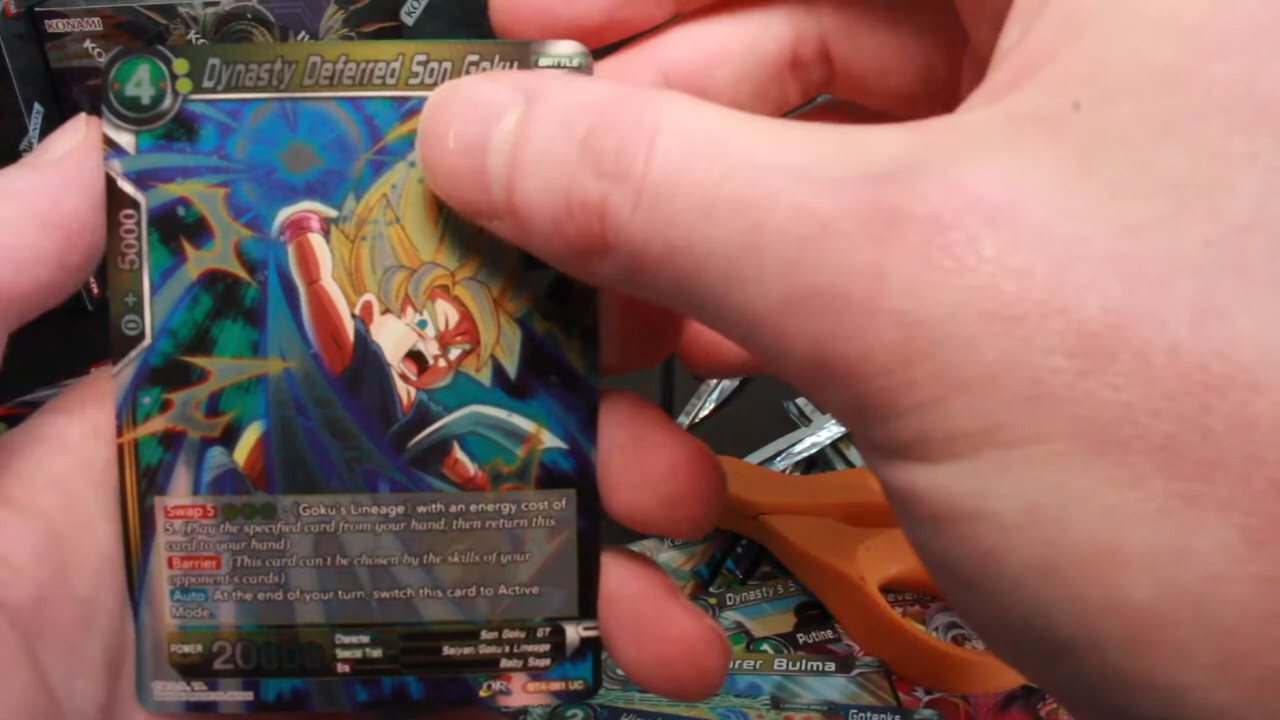 KONAMI
4
Dynasty Deferred Son Goku
BATTLE
0 + 5000
Swap 5 [Goku's Lineage] with an energy cost of
5. (Play the specified card from your hand, then return this
card to your hand)
Barrier (This card can't be chosen by the skills of your
opponent's cards)
Auto At the end of your turn, switch this card to Active
Mode.
POWER
Character Son Goku : GT
Special Trait Saiyan/Goku's Lineage
Era Baby Saga
BT4-081 UC
Dynasty's S
Putine
1
urer Bulma
2
Gotenks